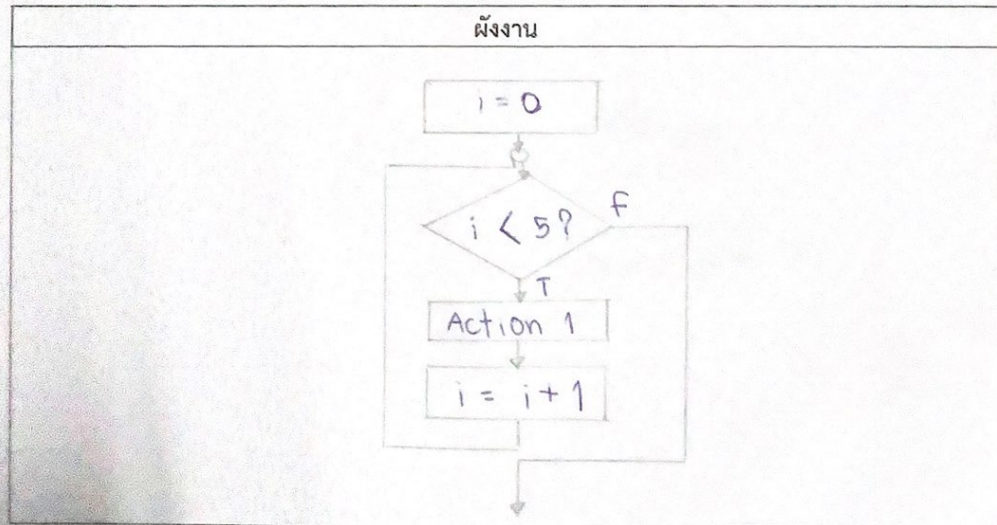 ผังงาน
i = 0
i < 5?
F
T
Action 1
i = i + 1